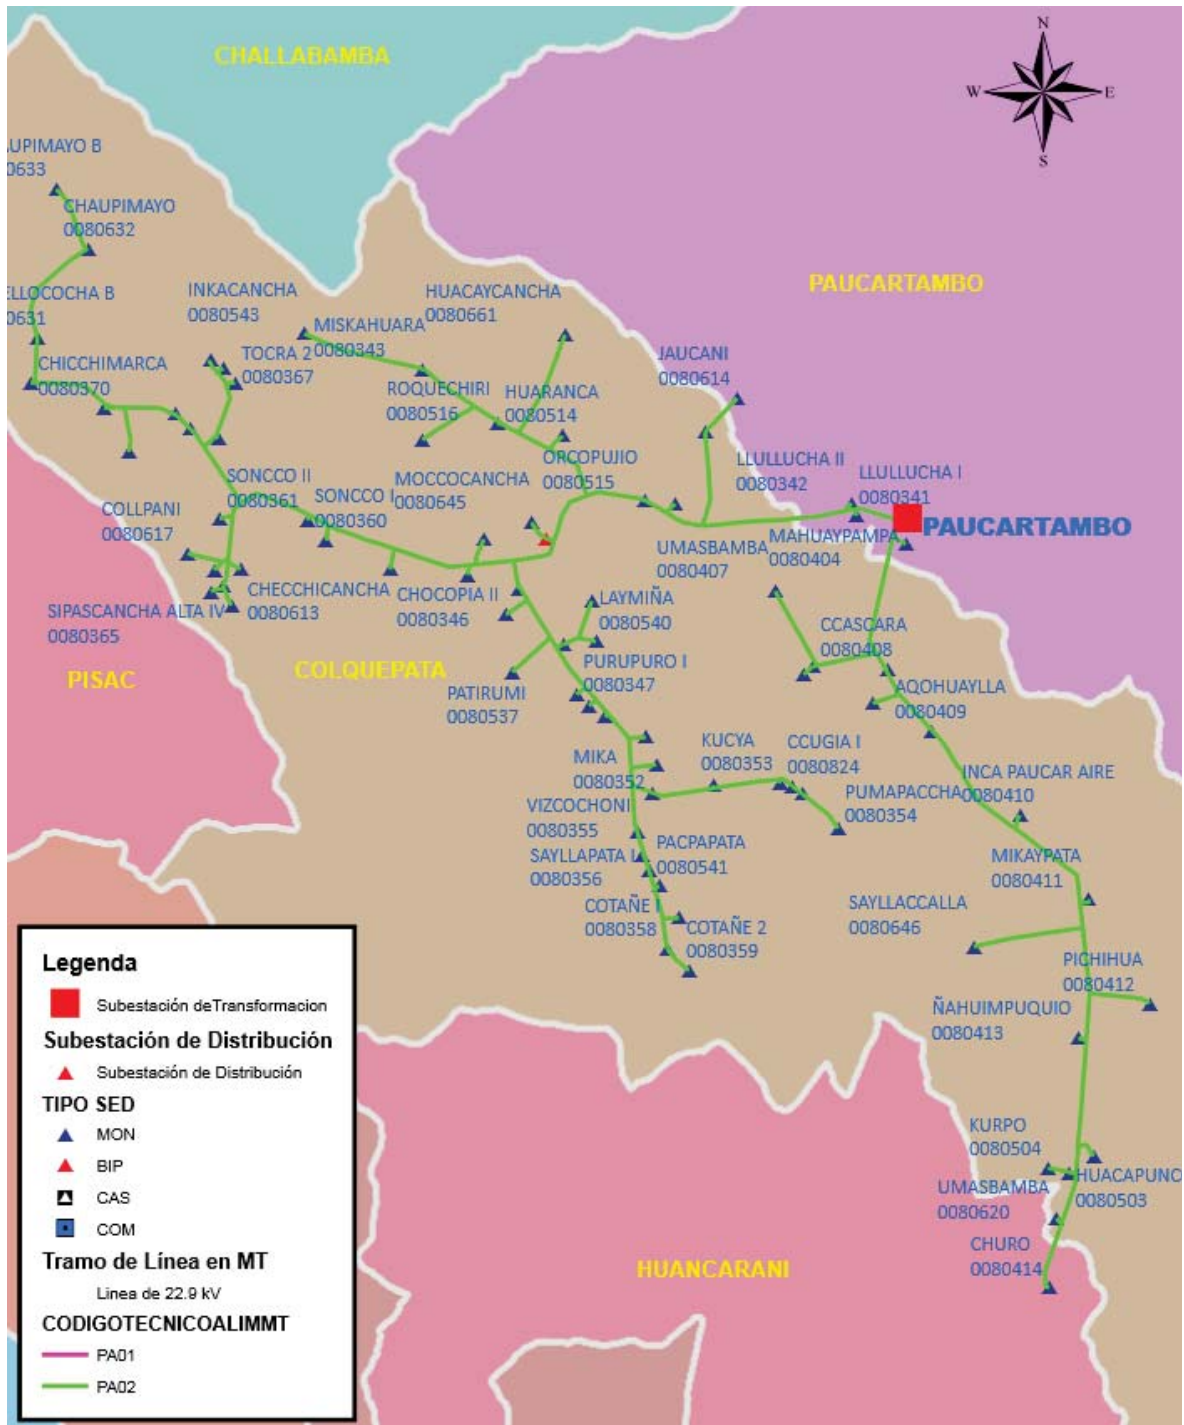 N
CHALLABAMBA
W
E
S
AUPIMAYO B
0633
CHAUPIMAYO
0080632
PAUCARTAMBO
ELLOCOCHA B
0631
INKACANCHA
0080543
HUACAYCANCHA
0080661
MISKAHUARA
0080343
CHICCHIMARCA
0080370
TOCRA 2
0080367
JAUCANI
0080614
ROQUECHIRI
0080516
HUARANCA
0080514
ORCOPUJIO
0080515
LLULLUCHA II
0080342
LLULLUCHA I
0080341
SONCCO II
0080361
SONCCO I
0080360
MOCCOCANCHA
0080645
COLLPANI
0080617
PAUCARTAMBO
MAHUAYPAMPA
0080404
UMASBAMBA
0080407
CHECCHICANCHA
0080613
CHOCOPIA II
0080346
SIPASCANCHA ALTA IV
0080365
LAYMIÑA
0080540
CCASCARA
0080408
PISAC
COLQUEPATA
PURUPURO I
0080347
PATIRUMI
0080537
AQOHUAYLLA
0080409
MIKA
0080352
KUCYA
0080353
CCUGIA I
0080824
INCA PAUCAR AIRE
0080410
PUMAPACCHA
0080354
VIZCOCHONI
0080355
SAYLLAPATA I
0080356
PACPAPATA
0080541
MIKAYPATA
0080411
COTAÑE I
0080358
COTAÑE 2
0080359
SAYLLACCALLA
0080646
PICHIHUA
0080412
ÑAHUIMPUQUIO
0080413
KURPO
0080504
HUACAPUNC
0080503
UMASBAMBA
0080620
CHURO
0080414
HUANCARANI
Legenda
Subestación deTransformacion
Subestación de Distribución
Subestación de Distribución
TIPO SED
MON
BIP
CAS
COM
Tramo de Línea en MT
Linea de 22.9 kV
CODIGOTECNICOALIMMT
PA01
PA02